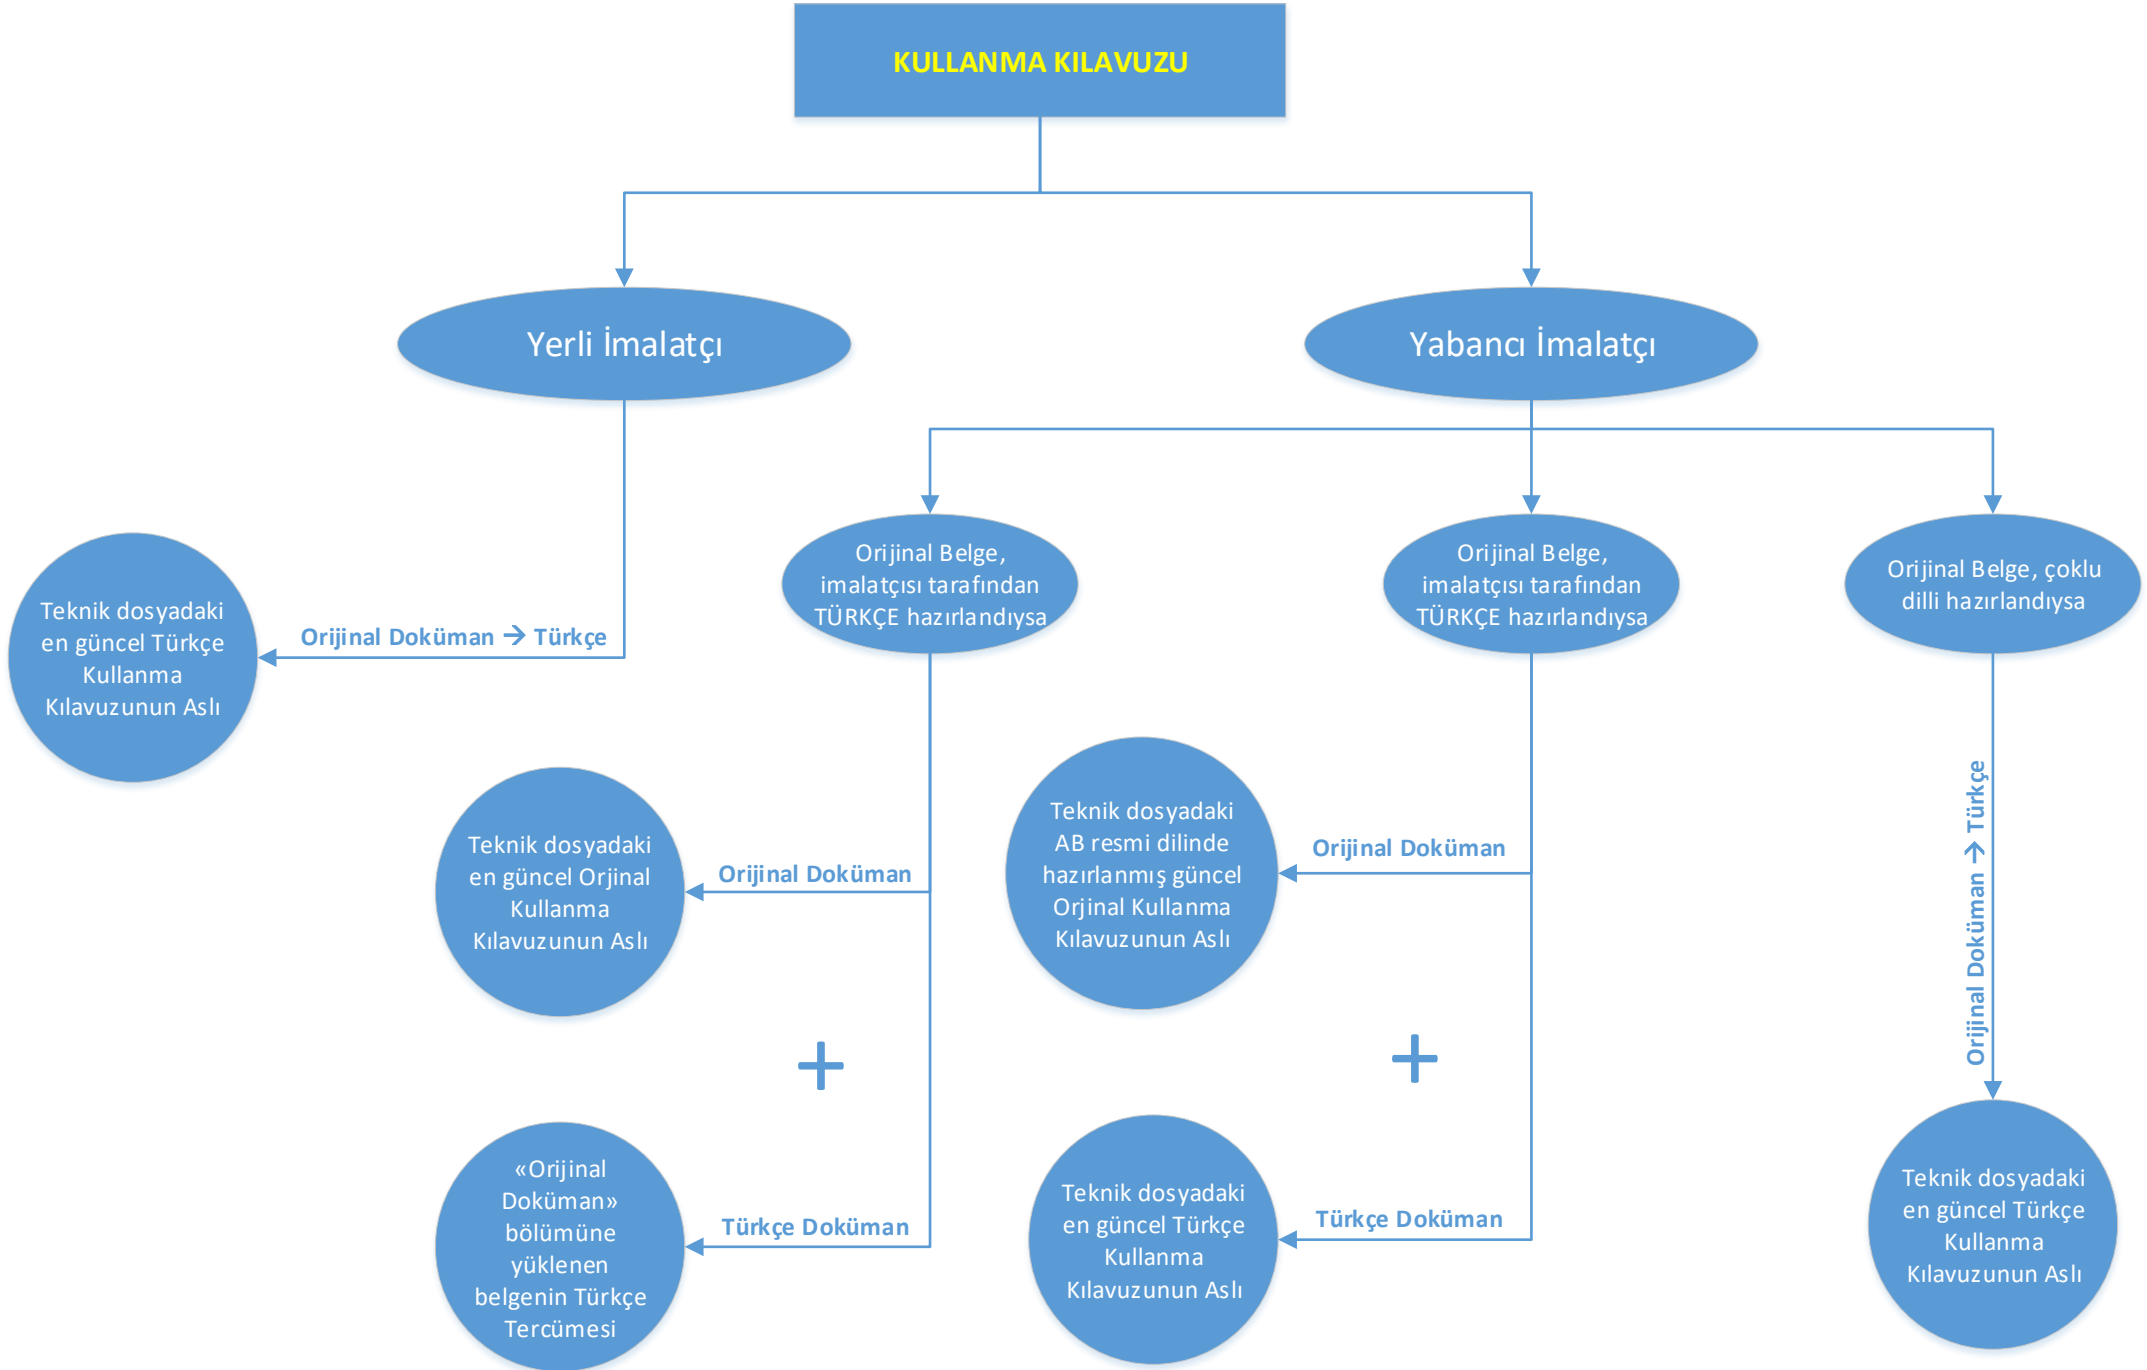 KULLANMA KILAVUZU
Yerli İmalatçı
Yabancı İmalatçı
Orijinal Belge,
imalatçısı tarafından
TÜRKÇE hazırlandıysa
Orijinal Belge,
imalatçısı tarafından
TÜRKÇE hazırlandıysa
Orijinal Belge, çoklu
dilli hazırlandıysa
Teknik dosyadaki
en güncel Türkçe
Kullanma
Kılavuzunun Aslı
Orijinal Doküman → Türkçe
Teknik dosyadaki
en güncel Orjinal
Kullanma
Kılavuzunun Aslı
Orijinal Doküman
Teknik dosyadaki
AB resmi dilinde
hazırlanmış güncel
Orjinal Kullanma
Kılavuzunun Aslı
Orijinal Doküman
Orijinal Doküman → Türkçe
+
+
«Orijinal
Doküman»
bölümüne
yüklenen
belgenin Türkçe
Tercümesi
Türkçe Doküman
Teknik dosyadaki
en güncel Türkçe
Kullanma
Kılavuzunun Aslı
Türkçe Doküman
Teknik dosyadaki
en güncel Türkçe
Kullanma
Kılavuzunun Aslı